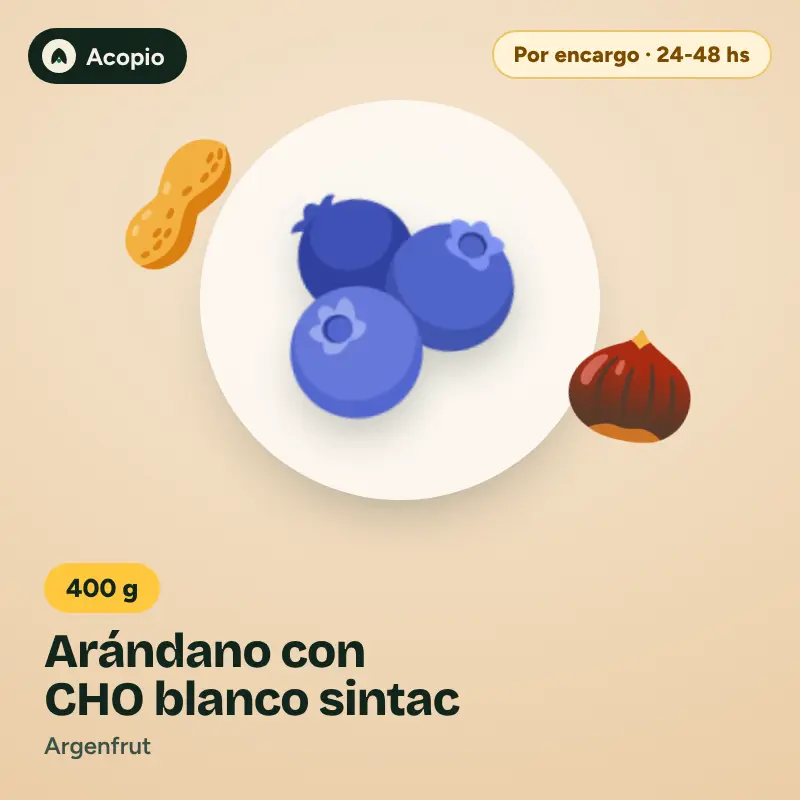 Acopio
Por encargo · 24-48 hs
400 g
Arándano con
CHO blanco sintac
Argenfrut